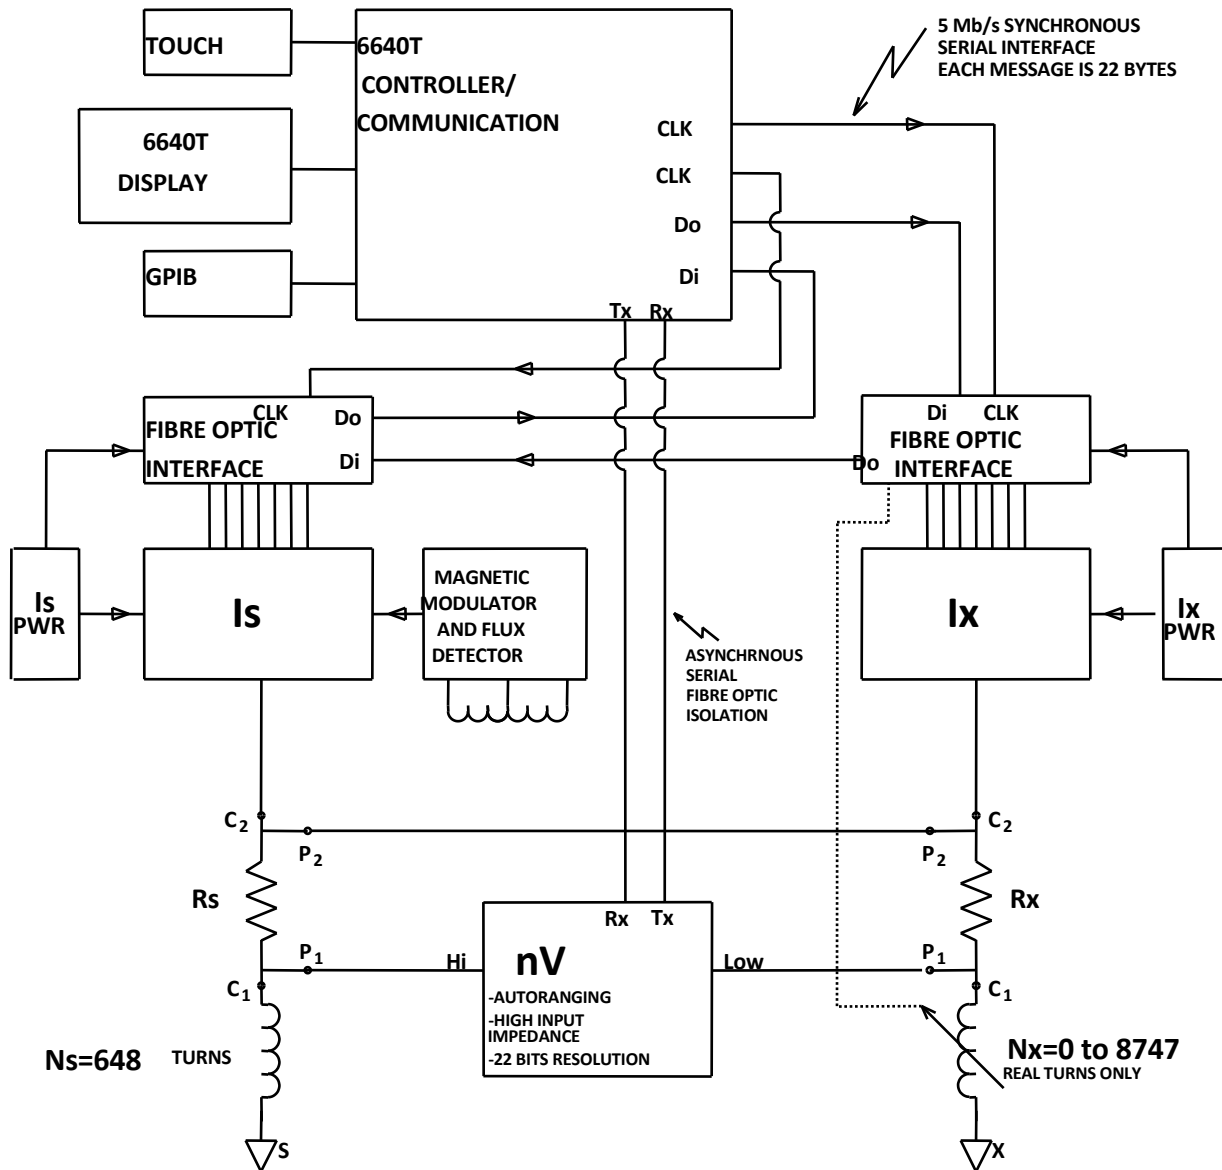 TOUCH
6640T
CONTROLLER/
COMMUNICATION
5 Mb/s SYNCHRONOUS
SERIAL INTERFACE
EACH MESSAGE IS 22 BYTES
6640T
DISPLAY
CLK
CLK
Do
Di
GPIB
Tx
Rx
CLK
Do
FIBRE OPTIC
INTERFACE
Di
Di
CLK
FIBRE OPTIC
INTERFACE
Do
Is
PWR
Is
MAGNETIC
MODULATOR
AND FLUX
DETECTOR
Ix
Ix
PWR
ASYNCHRNOUS
SERIAL
FIBRE OPTIC
ISOLATION
C2
P2
P2
C2
Rs
Rx
Rx
Tx
P1
Hi
nV
Low
P1
C1
-AUTORANGING
-HIGH INPUT
IMPEDANCE
-22 BITS RESOLUTION
C1
Ns=648
TURNS
Nx=0 to 8747
REAL TURNS ONLY
S
X